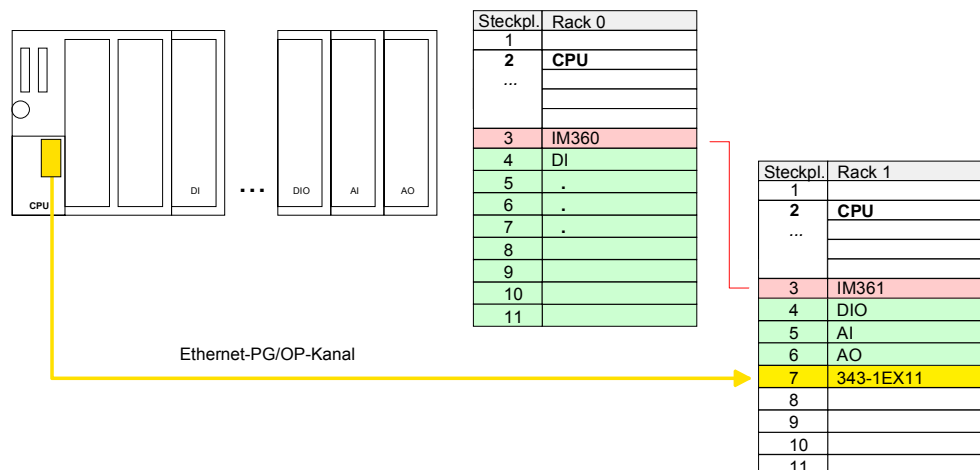 CPU
DI
...
DIO
AI
AO
Ethernet-PG/OP-Kanal
Steckpl. Rack 0
1
2 CPU
...
3 IM360
4 DI
5 .
6 .
7 .
8
9
10
11
Steckpl. Rack 1
1
2 CPU
...
3 IM361
4 DIO
5 AI
6 AO
7 343-1EX11
8
9
10
11